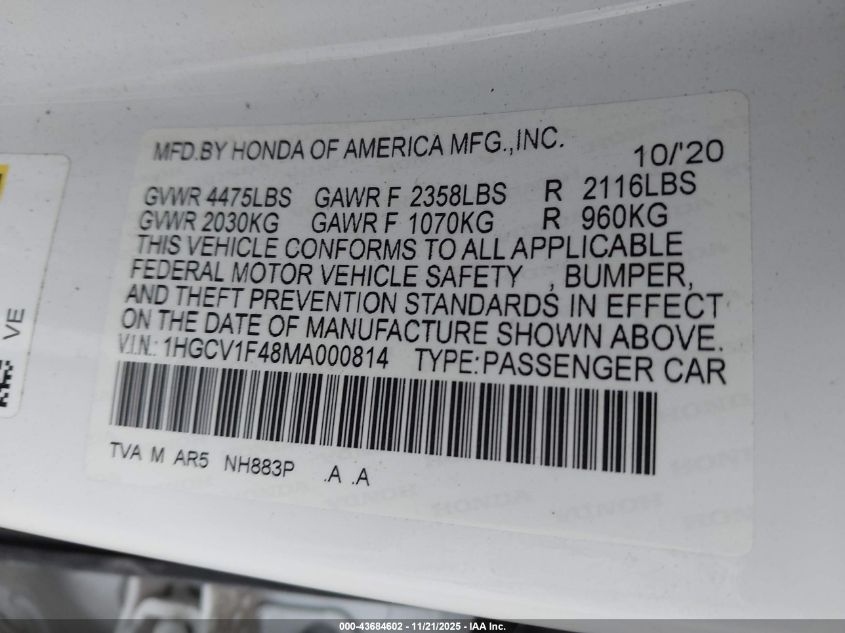 MFD.BY HONDA OF AMERICA MFG.,INC. 10/'20
GVWR 4475LBS GAWR F 2358LBS R 2116LBS
GVWR 2030KG GAWR F 1070KG R 960KG
THIS VEHICLE CONFORMS TO ALL APPLICABLE
FEDERAL MOTOR VEHICLE SAFETY , BUMPER,
AND THEFT PREVENTION STANDARDS IN EFFECT
ON THE DATE OF MANUFACTURE SHOWN ABOVE.
V.I.N.: 1HGCV1F48MA000814 TYPE:PASSENGER CAR
TVA M AR5 NH883P .A .A
VE
000-43684602 - 11/21/2025 - IAA Inc.